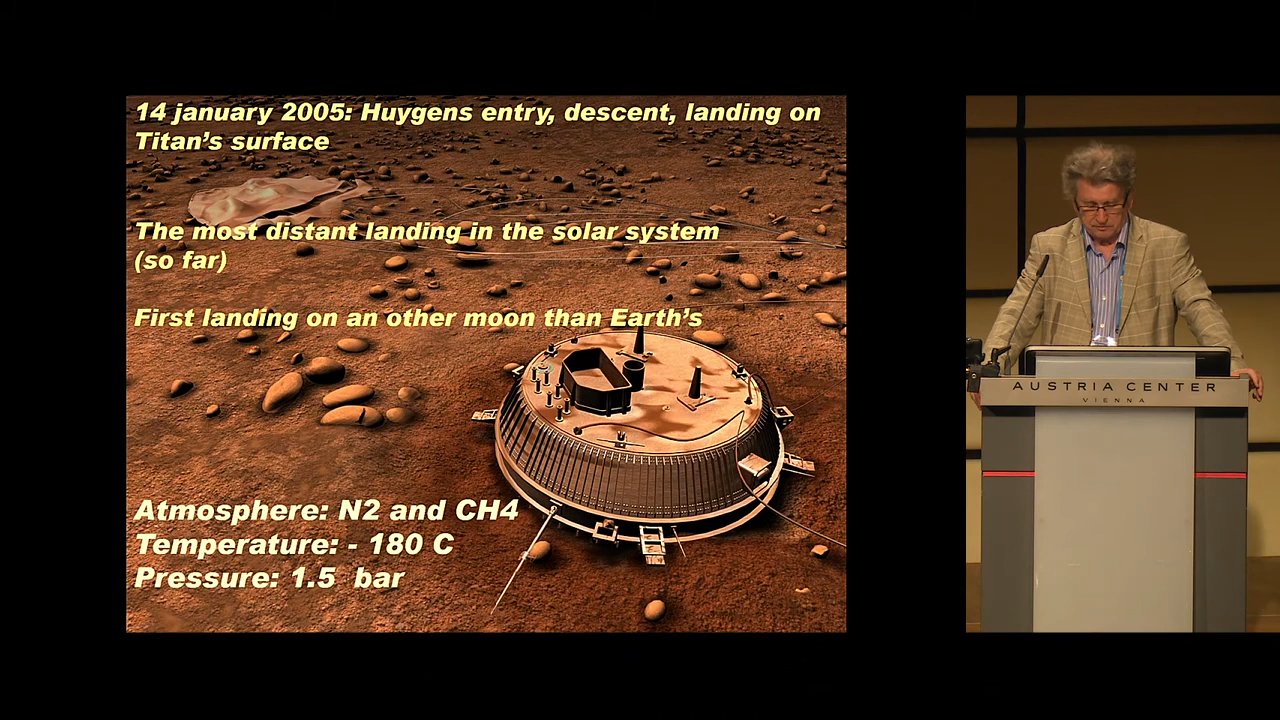 14 january 2005: Huygens entry, descent, landing on
Titan's surface
The most distant landing in the solar system
(so far)
First landing on an other moon than Earth's
Atmosphere: N2 and CH4
Temperature: - 180 C
Pressure: 1.5 bar
AUSTRIA CENTER
VIENNA